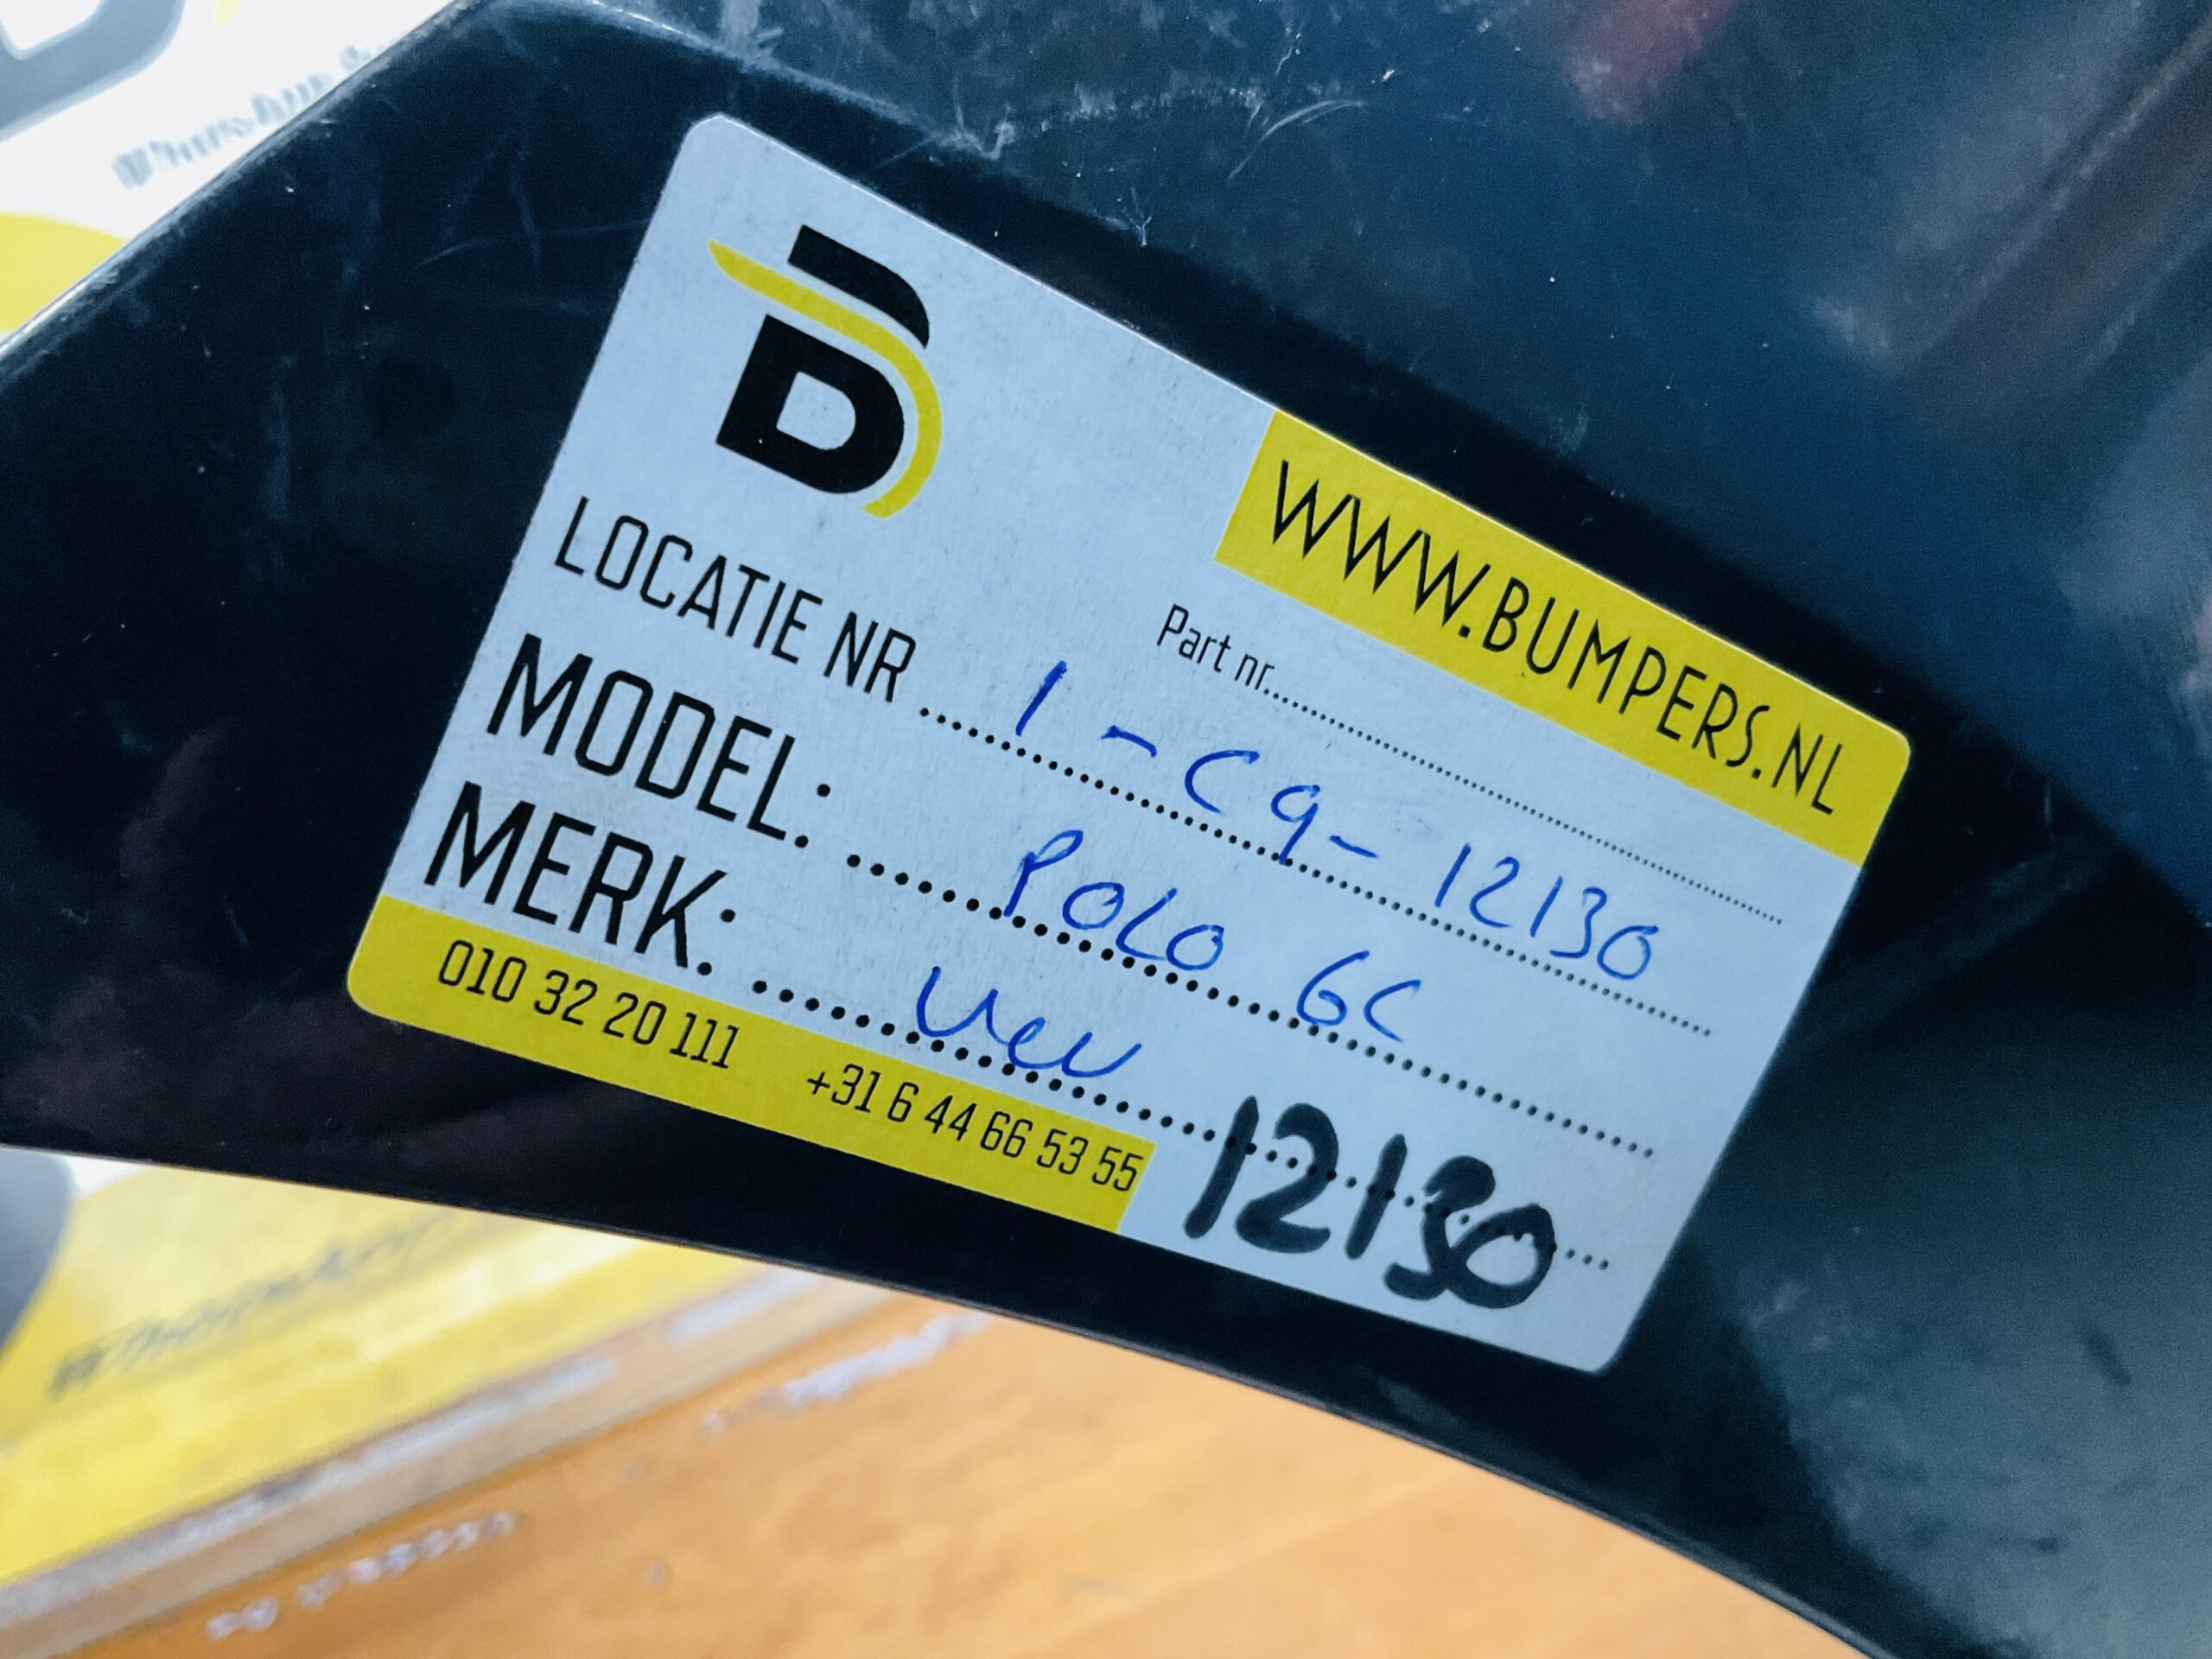 B
WWW.BUMPERS.NL
Part nr.
LOCATIE NR 1-C9-12130
MODEL: POLO 6C
MERK: VW
010 32 20 111 +31 6 44 66 53 55
12130